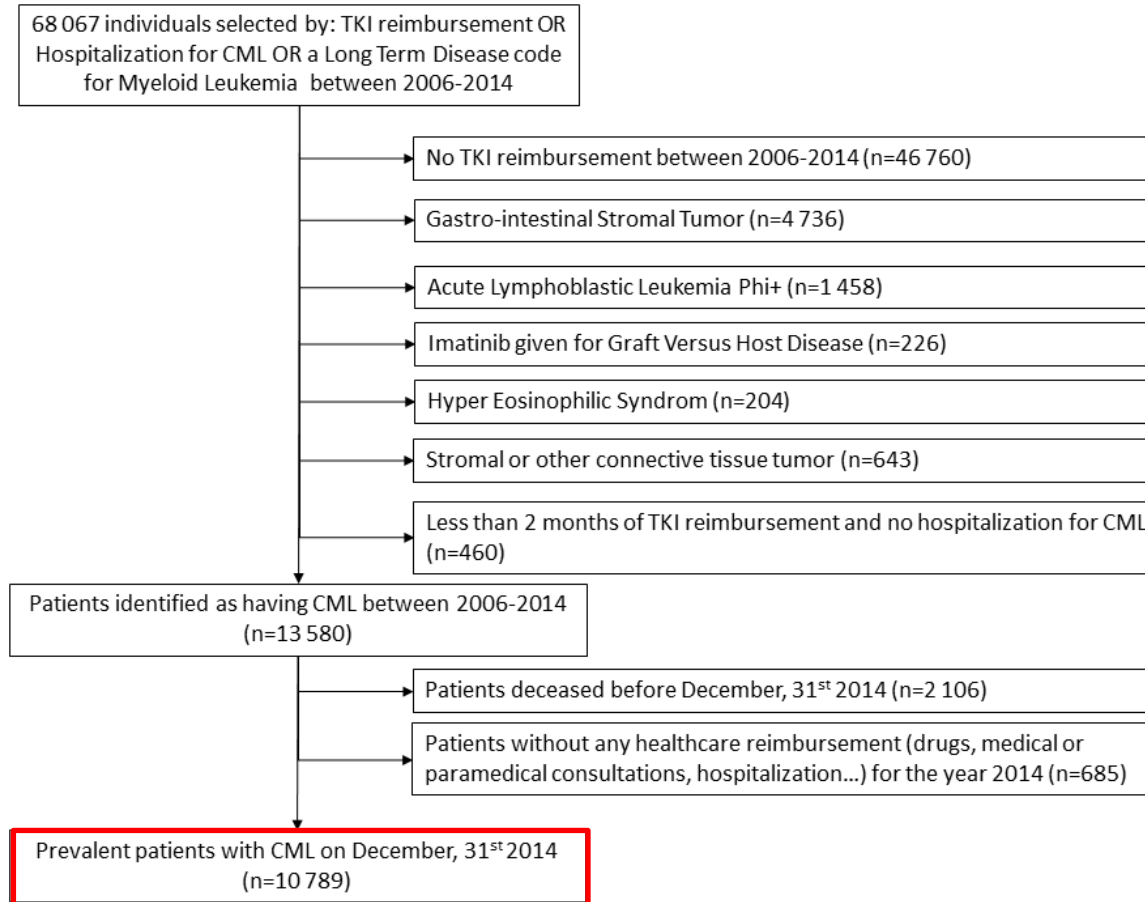 68 067 individuals selected by: TKI reimbursement OR
Hospitalization for CML OR a Long Term Disease code
for Myeloid Leukemia between 2006-2014
No TKI reimbursement between 2006-2014 (n=46 760)
Gastro-intestinal Stromal Tumor (n=4 736)
Acute Lymphoblastic Leukemia Phi+ (n=1 458)
Imatinib given for Graft Versus Host Disease (n=226)
Hyper Eosinophilic Syndrom (n=204)
Stromal or other connective tissue tumor (n=643)
Less than 2 months of TKI reimbursement and no hospitalization for CML
(n=460)
Patients identified as having CML between 2006-2014
(n=13 580)
Patients deceased before December, 31st 2014 (n=2 106)
Patients without any healthcare reimbursement (drugs, medical or
paramedical consultations, hospitalization...) for the year 2014 (n=685)
Prevalent patients with CML on December, 31st 2014
(n=10 789)